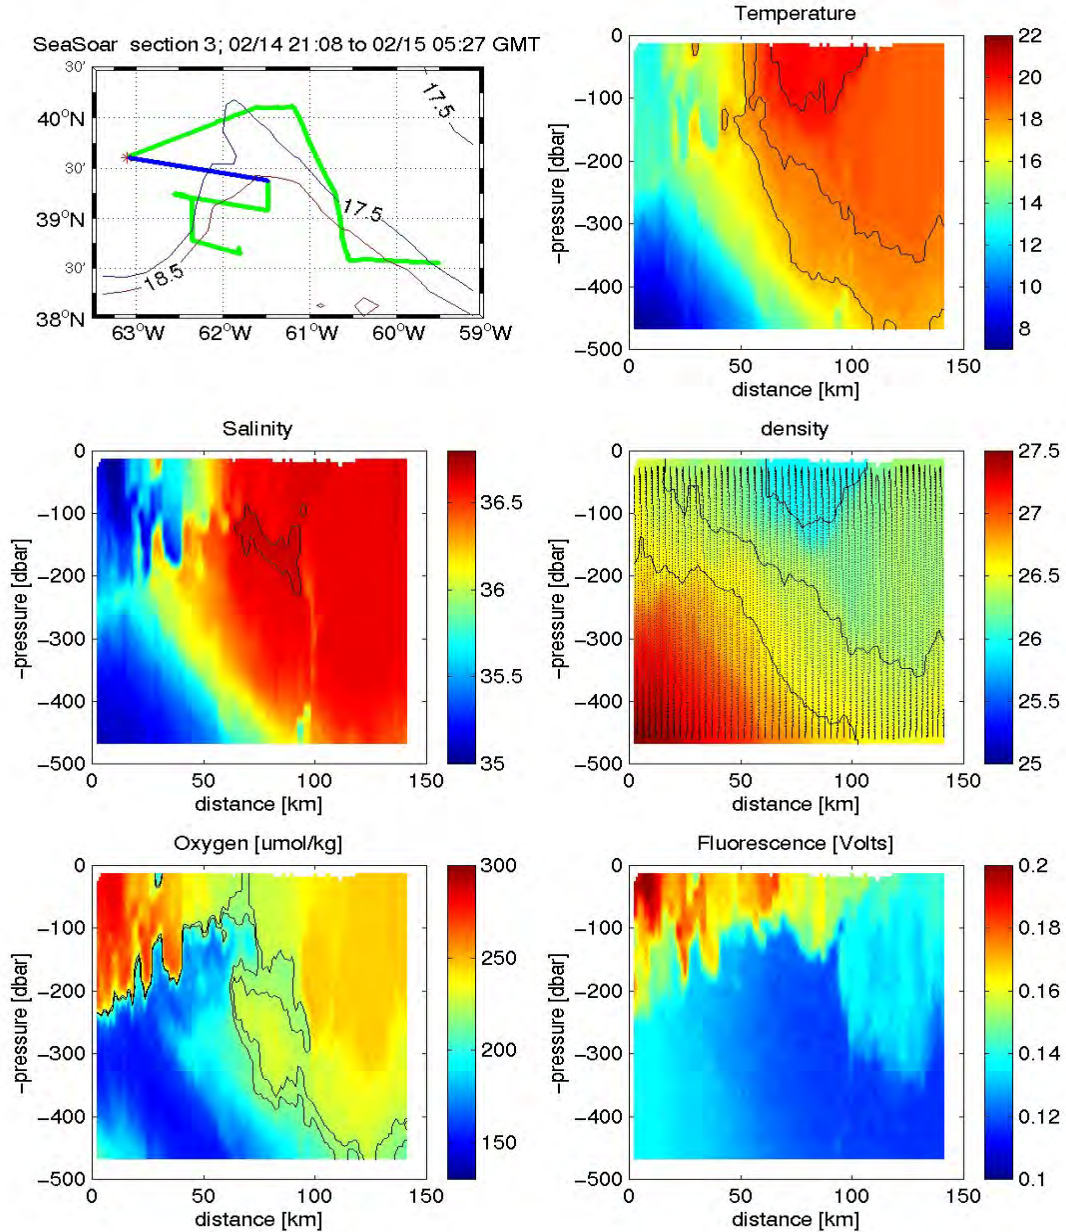 SeaSoar section 3; 02/14 21:08 to 02/15 05:27 GMT
30'
40°N
30'
39°N
30'
38°N
63°W 62°W 61°W 60°W 59°W
17.5
17.5
18.5
Temperature
0
−100
−200
−300
−400
−500
−pressure [dbar]
0 50 100 150
distance [km]
22
20
18
16
14
12
10
8
Salinity
0
−100
−200
−300
−400
−500
−pressure [dbar]
0 50 100 150
distance [km]
36.5
36
35.5
35
density
0
−100
−200
−300
−400
−500
−pressure [dbar]
0 50 100 150
distance [km]
27.5
27
26.5
26
25.5
25
Oxygen [umol/kg]
0
−100
−200
−300
−400
−500
−pressure [dbar]
0 50 100 150
distance [km]
300
250
200
150
Fluorescence [Volts]
0
−100
−200
−300
−400
−500
−pressure [dbar]
0 50 100 150
distance [km]
0.2
0.18
0.16
0.14
0.12
0.1